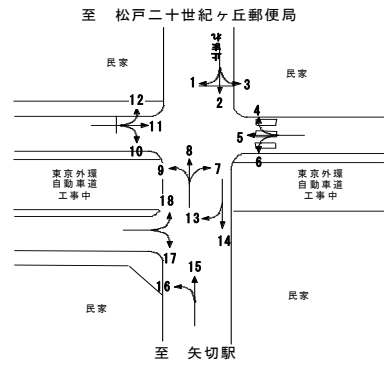 至 松戸二十世紀ヶ丘郵便局
民家
止まれ
民家
1
2
3
12
11
10
4
5
6
8
9
7
東京外環
自動車道
工事中
東京外環
自動車道
工事中
18
13
14
17
15
16
民家
民家
至 矢切駅